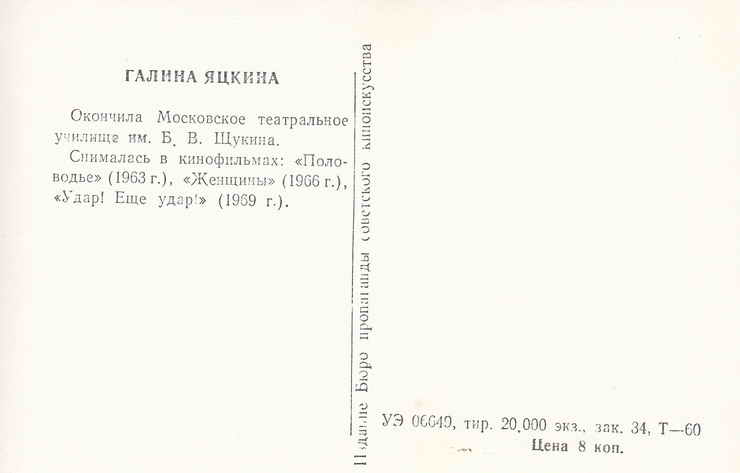 ГАЛИНА ЯЦКИНА
Окончила Московское театральное
училище им. Б. В. Щукина.
Снималась в кинофильмах: «Поло-
водье» (1963 г.), «Женщины» (1966 г.),
«Удар! Еще удар!» (1969 г.).
Издание Бюро пропаганды советского киноискусства
УЭ 06649, тир. 20.000 экз., зак. 34, Т—60
Цена 8 коп.